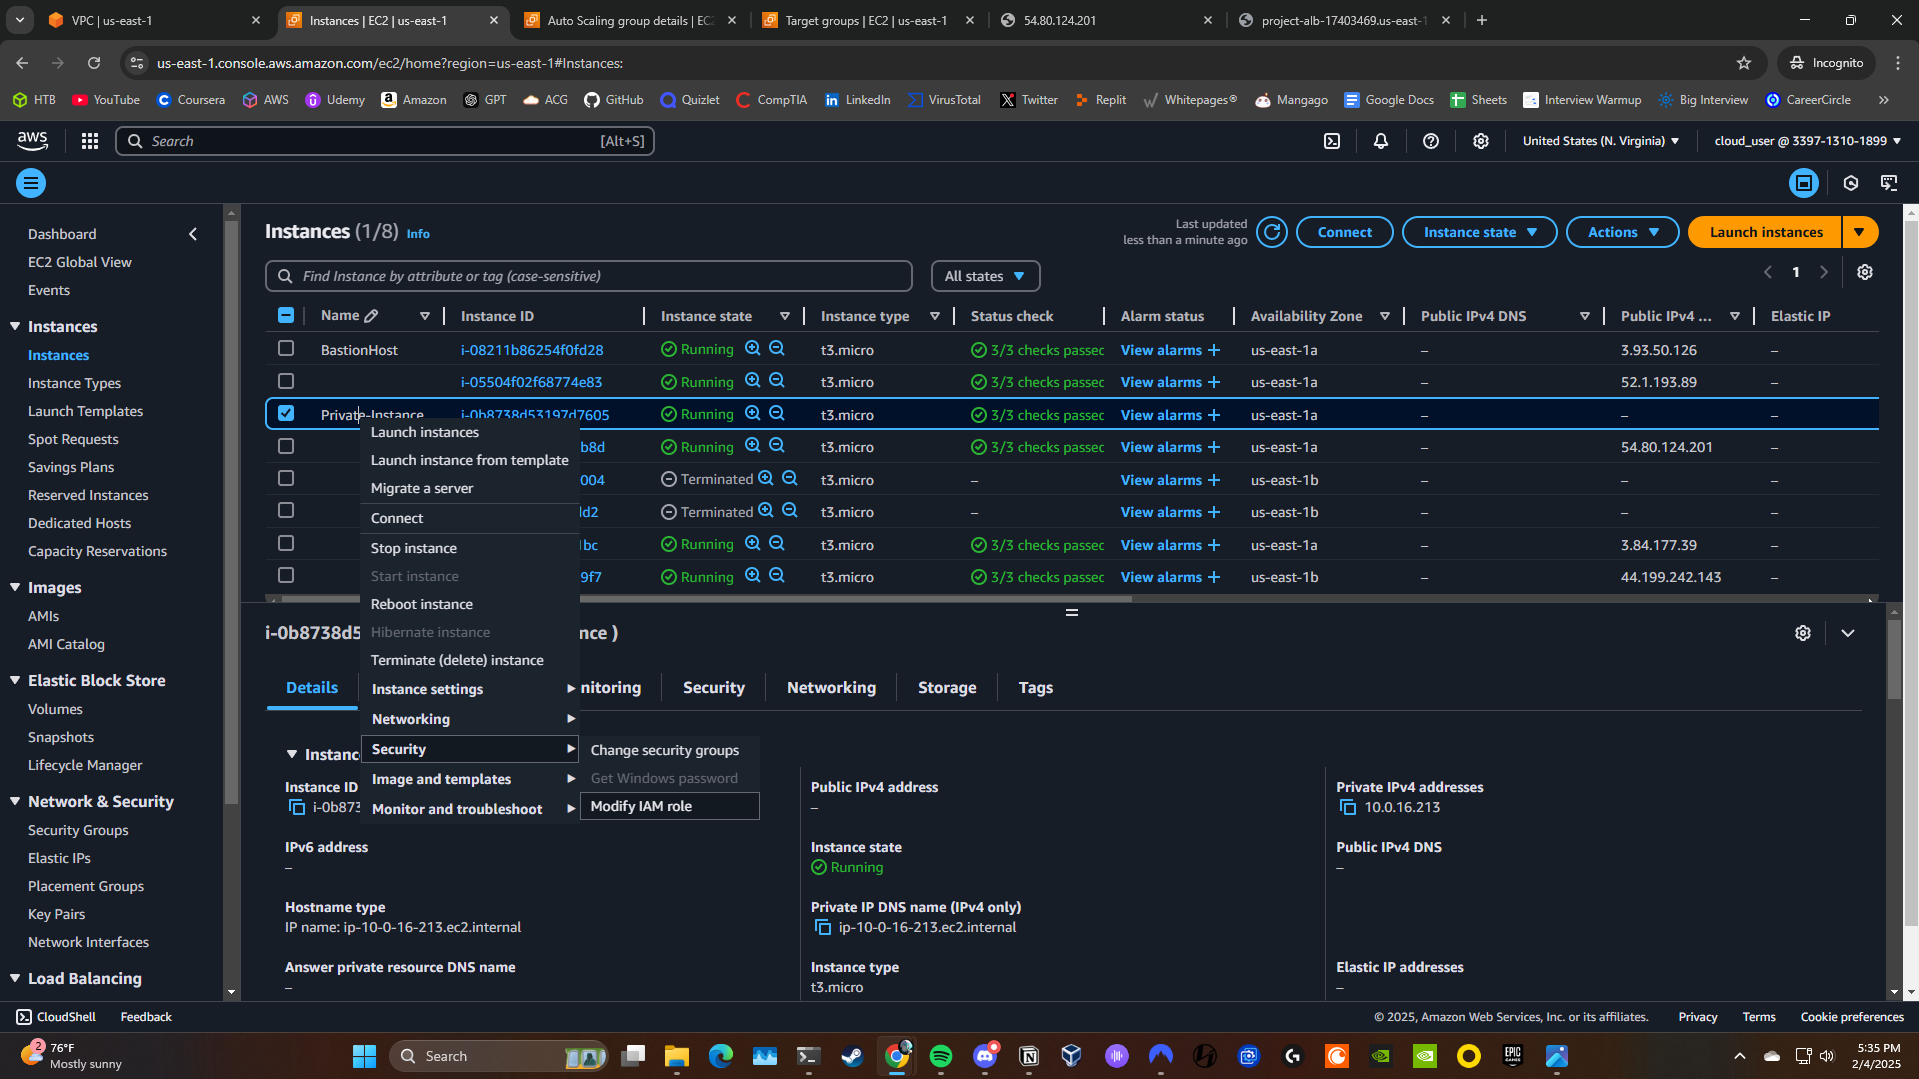 VPC | us-east-1
Instances | EC2 | us-east-1
Auto Scaling group details | EC2
Target groups | EC2 | us-east-1
54.80.124.201
project-alb-17403469.us-east-1
us-east-1.console.aws.amazon.com/ec2/home?region=us-east-1#Instances:
Incognito
HTB YouTube Coursera AWS Udemy Amazon GPT ACG GitHub Quizlet CompTIA LinkedIn VirusTotal Twitter Replit Whitepages® Mangago Google Docs Sheets Interview Warmup Big Interview CareerCircle
aws
Search [Alt+S]
United States (N. Virginia)
cloud_user @ 3397-1310-1899
Dashboard
EC2 Global View
Events
Instances
Instances
Instance Types
Launch Templates
Spot Requests
Savings Plans
Reserved Instances
Dedicated Hosts
Capacity Reservations
Images
AMIs
AMI Catalog
Elastic Block Store
Volumes
Snapshots
Lifecycle Manager
Network & Security
Security Groups
Elastic IPs
Placement Groups
Key Pairs
Network Interfaces
Load Balancing
Instances (1/8) Info
Last updated
less than a minute ago
Connect
Instance state
Actions
Launch instances
Find Instance by attribute or tag (case-sensitive)
All states
1
Name Instance ID Instance state Instance type Status check Alarm status Availability Zone Public IPv4 DNS Public IPv4 ... Elastic IP
BastionHost i-08211b86254f0fd28 Running t3.micro 3/3 checks passec View alarms + us-east-1a – 3.93.50.126 –
i-05504f02f68774e83 Running t3.micro 3/3 checks passec View alarms + us-east-1a – 52.1.193.89 –
Private-Instance i-0b8738d53197d7605 Running t3.micro 3/3 checks passec View alarms + us-east-1a – – –
b8d Running t3.micro 3/3 checks passec View alarms + us-east-1a – 54.80.124.201 –
004 Terminated t3.micro – View alarms + us-east-1b – – –
dd2 Terminated t3.micro – View alarms + us-east-1b – – –
bc Running t3.micro 3/3 checks passec View alarms + us-east-1a – 3.84.177.39 –
9f7 Running t3.micro 3/3 checks passec View alarms + us-east-1b – 44.199.242.143 –
Launch instances
Launch instance from template
Migrate a server
Connect
Stop instance
Start instance
Reboot instance
Hibernate instance
Terminate (delete) instance
Instance settings
Networking
Security
Image and templates
Monitor and troubleshoot
Change security groups
Get Windows password
Modify IAM role
i-0b8738d5 nce )
Details nitoring Security Networking Storage Tags
Instanc
Instance ID
i-0b873
Public IPv4 address
–
Private IPv4 addresses
10.0.16.213
IPv6 address
–
Instance state
Running
Public IPv4 DNS
–
Hostname type
IP name: ip-10-0-16-213.ec2.internal
Private IP DNS name (IPv4 only)
ip-10-0-16-213.ec2.internal
Answer private resource DNS name
–
Instance type
t3.micro
Elastic IP addresses
–
CloudShell Feedback
© 2025, Amazon Web Services, Inc. or its affiliates. Privacy Terms Cookie preferences
2
76°F
Mostly sunny
Search
EPIC GAMES
5:35 PM
2/4/2025